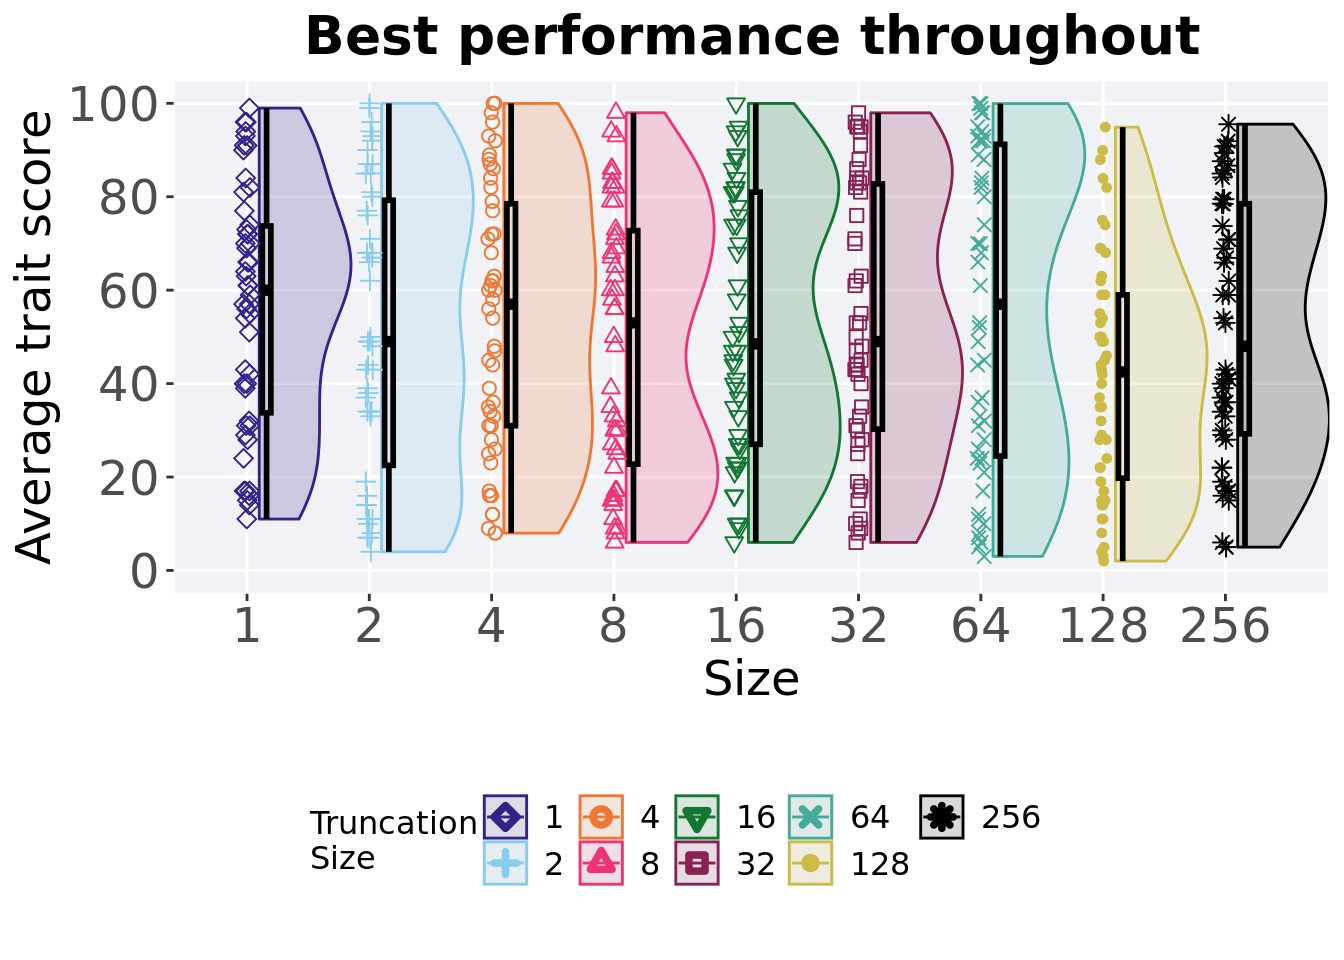 Best performance throughout
Average trait score
100
80
60
40
20
0
1 2 4 8 16 32 64 128 256
Size
Truncation
Size
1 4 16 64 256
2 8 32 128